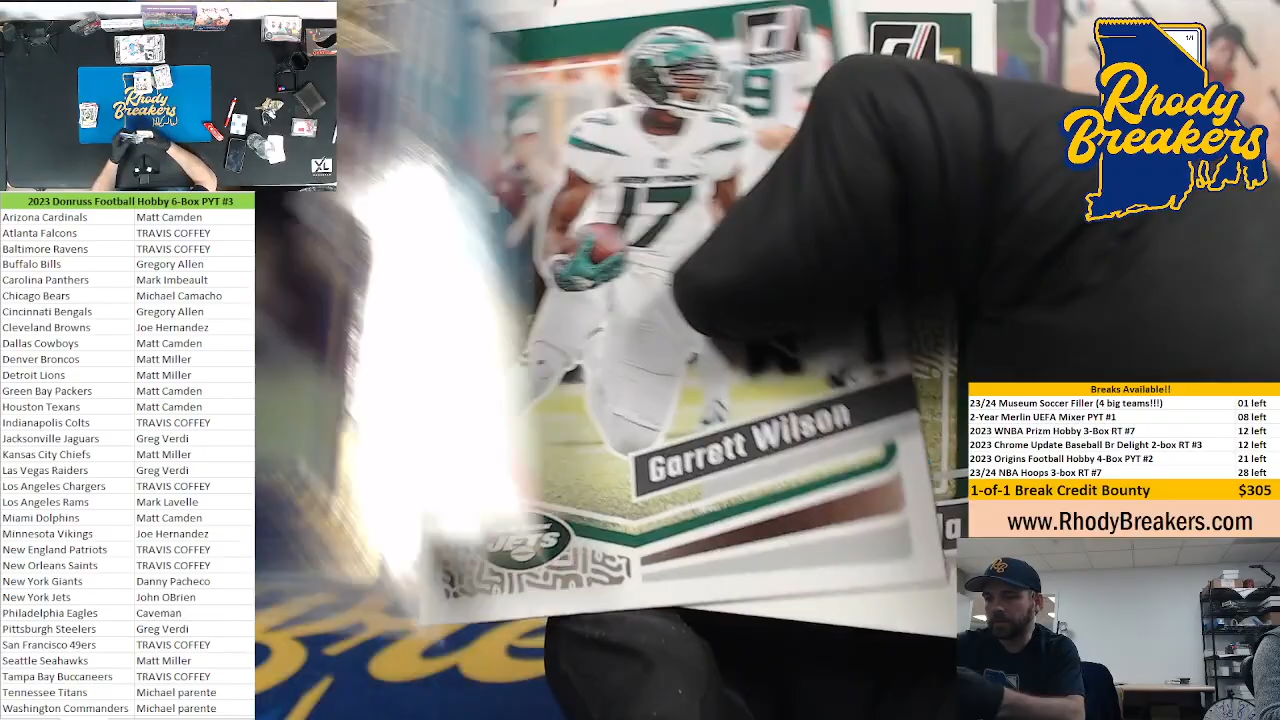 Rhody
Breakers
XL
2023 Donruss Football Hobby 6-Box PYT #3
Arizona Cardinals Matt Camden
Atlanta Falcons TRAVIS COFFEY
Baltimore Ravens TRAVIS COFFEY
Buffalo Bills Gregory Allen
Carolina Panthers Mark Imbeault
Chicago Bears Michael Camacho
Cincinnati Bengals Gregory Allen
Cleveland Browns Joe Hernandez
Dallas Cowboys Matt Camden
Denver Broncos Matt Miller
Detroit Lions Matt Miller
Green Bay Packers Matt Camden
Houston Texans Matt Camden
Indianapolis Colts TRAVIS COFFEY
Jacksonville Jaguars Greg Verdi
Kansas City Chiefs Matt Miller
Las Vegas Raiders Greg Verdi
Los Angeles Chargers TRAVIS COFFEY
Los Angeles Rams Mark Lavelle
Miami Dolphins Matt Camden
Minnesota Vikings Joe Hernandez
New England Patriots TRAVIS COFFEY
New Orleans Saints TRAVIS COFFEY
New York Giants Danny Pacheco
New York Jets John OBrien
Philadelphia Eagles Caveman
Pittsburgh Steelers Greg Verdi
San Francisco 49ers TRAVIS COFFEY
Seattle Seahawks Matt Miller
Tampa Bay Buccaneers TRAVIS COFFEY
Tennessee Titans Michael parente
Washington Commanders Michael parente
9
17
Garrett Wilson
JETS
la
1/1
Rhody
Breakers
Breaks Available!!
23/24 Museum Soccer Filler (4 big teams!!!) 01 left
2-Year Merlin UEFA Mixer PYT #1 08 left
2023 WNBA Prizm Hobby 3-Box RT #7 12 left
2023 Chrome Update Baseball Br Delight 2-box RT #3 12 left
2023 Origins Football Hobby 4-Box PYT #2 21 left
23/24 NBA Hoops 3-box RT #7 28 left
1-of-1 Break Credit Bounty $305
www.RhodyBreakers.com